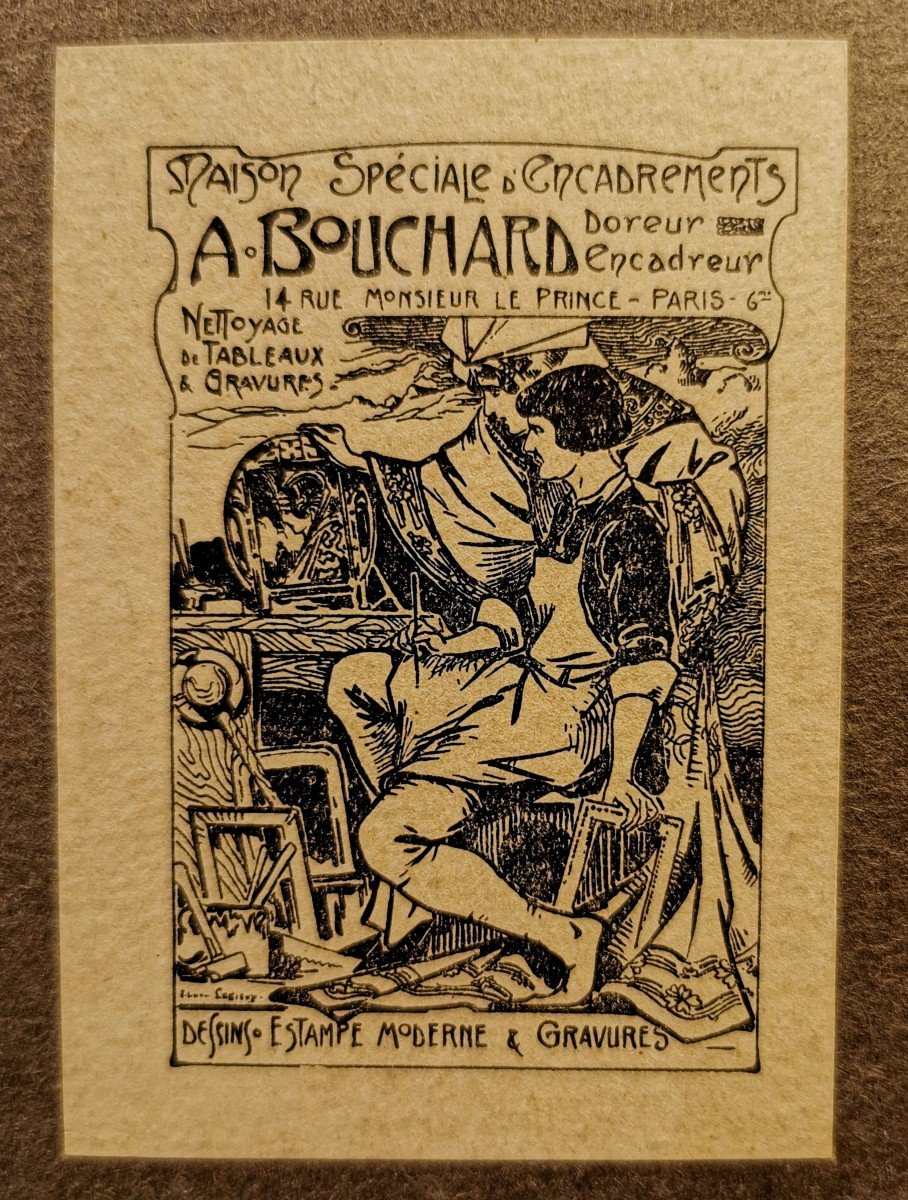 Maison Spéciale d'Encadrements
A. Bouchard
Doreur
Encadreur
14 rue Monsieur le Prince - Paris - 6me
Nettoyage
de Tableaux
& Gravures.
Dessins. Estampe Moderne & Gravures